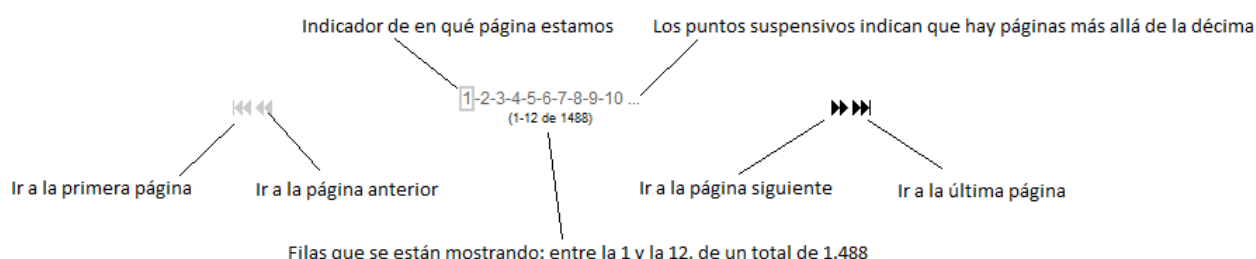 Indicador de en qué página estamos
Los puntos suspensivos indican que hay páginas más allá de la décima
1-2-3-4-5-6-7-8-9-10 ...
(1-12 de 1488)
Ir a la primera página
Ir a la página anterior
Ir a la página siguiente
Ir a la última página
Filas que se están mostrando: entre la 1 y la 12, de un total de 1.488